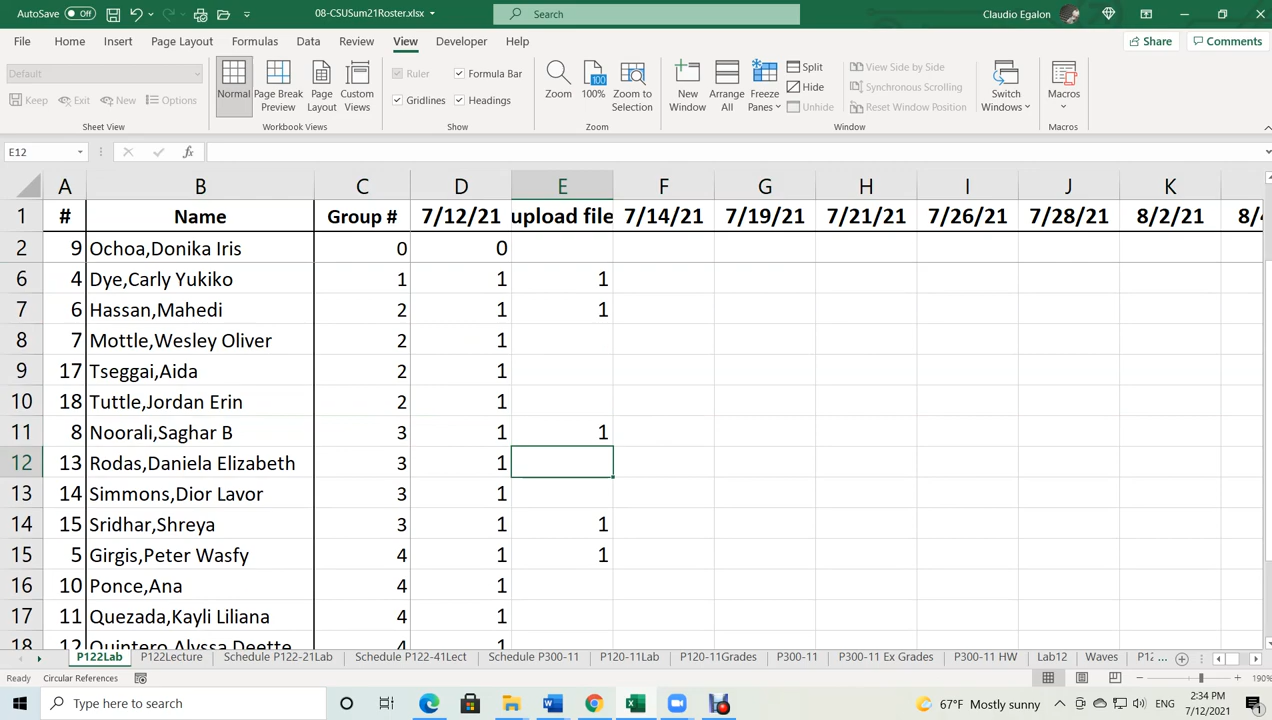 AutoSave Off 08-CSUSum21Roster.xlsx Search Claudio Egalon
File Home Insert Page Layout Formulas Data Review View Developer Help Share Comments
Default
Keep Exit New Options
Sheet View
Normal Page Break Preview Page Layout Custom Views
Workbook Views
Ruler Formula Bar
Gridlines Headings
Show
Zoom 100% Zoom to Selection
Zoom
New Window Arrange All Freeze Panes
Split
Hide
Unhide
View Side by Side
Synchronous Scrolling
Reset Window Position
Switch Windows
Window
Macros
Macros
E12 fx
A B C D E F G H I J K
1 # Name Group # 7/12/21 upload file 7/14/21 7/19/21 7/21/21 7/26/21 7/28/21 8/2/21 8/4
2 9 Ochoa,Donika Iris 0 0
6 4 Dye,Carly Yukiko 1 1 1
7 6 Hassan,Mahedi 2 1 1
8 7 Mottle,Wesley Oliver 2 1
9 17 Tseggai,Aida 2 1
10 18 Tuttle,Jordan Erin 2 1
11 8 Noorali,Saghar B 3 1 1
12 13 Rodas,Daniela Elizabeth 3 1
13 14 Simmons,Dior Lavor 3 1
14 15 Sridhar,Shreya 3 1 1
15 5 Girgis,Peter Wasfy 4 1 1
16 10 Ponce,Ana 4 1
17 11 Quezada,Kayli Liliana 4 1
18 12 Quintero,Alyssa Deette 4 1
P122Lab P122Lecture Schedule P122-21Lab Schedule P122-41Lect Schedule P300-11 P120-11Lab P120-11Grades P300-11 P300-11 Ex Grades P300-11 HW Lab12 Waves P12 ...
Ready Circular References 190%
Type here to search 67°F Mostly sunny ENG 2:34 PM
7/12/2021 1